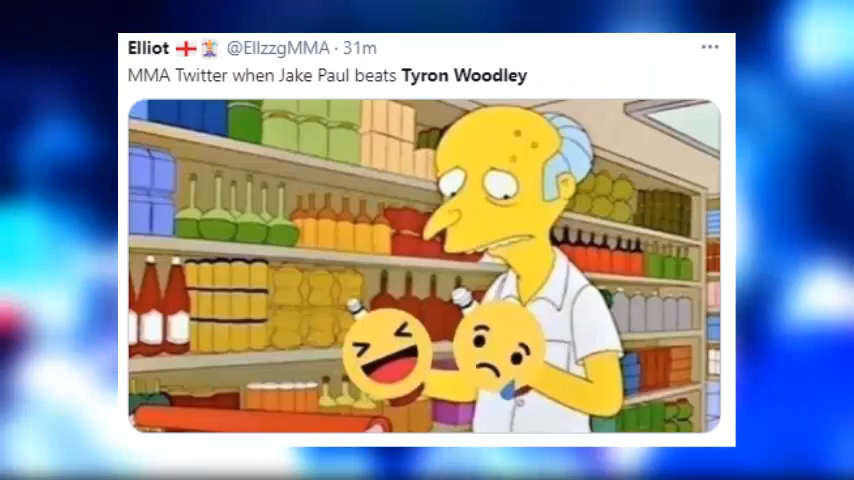 Elliot @EllzzgMMA · 31m
MMA Twitter when Jake Paul beats Tyron Woodley